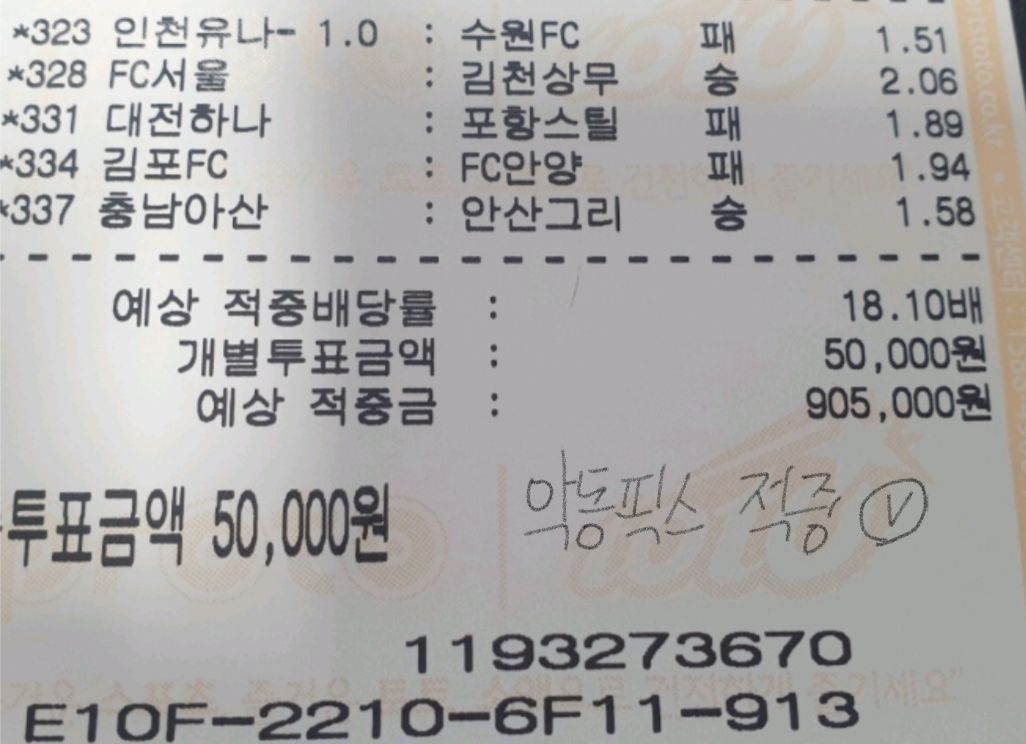 *323 인천유나- 1.0 : 수원FC 패 1.51
*328 FC서울 : 김천상무 승 2.06
*331 대전하나 : 포항스틸 패 1.89
*334 김포FC : FC안양 패 1.94
*337 충남아산 : 안산그리 승 1.58
예상 적중배당률 : 18.10배
개별투표금액 : 50,000원
예상 적중금 : 905,000원
투표금액 50,000원
악동픽스 적중 V
1193273670
E10F-2210-6F11-913